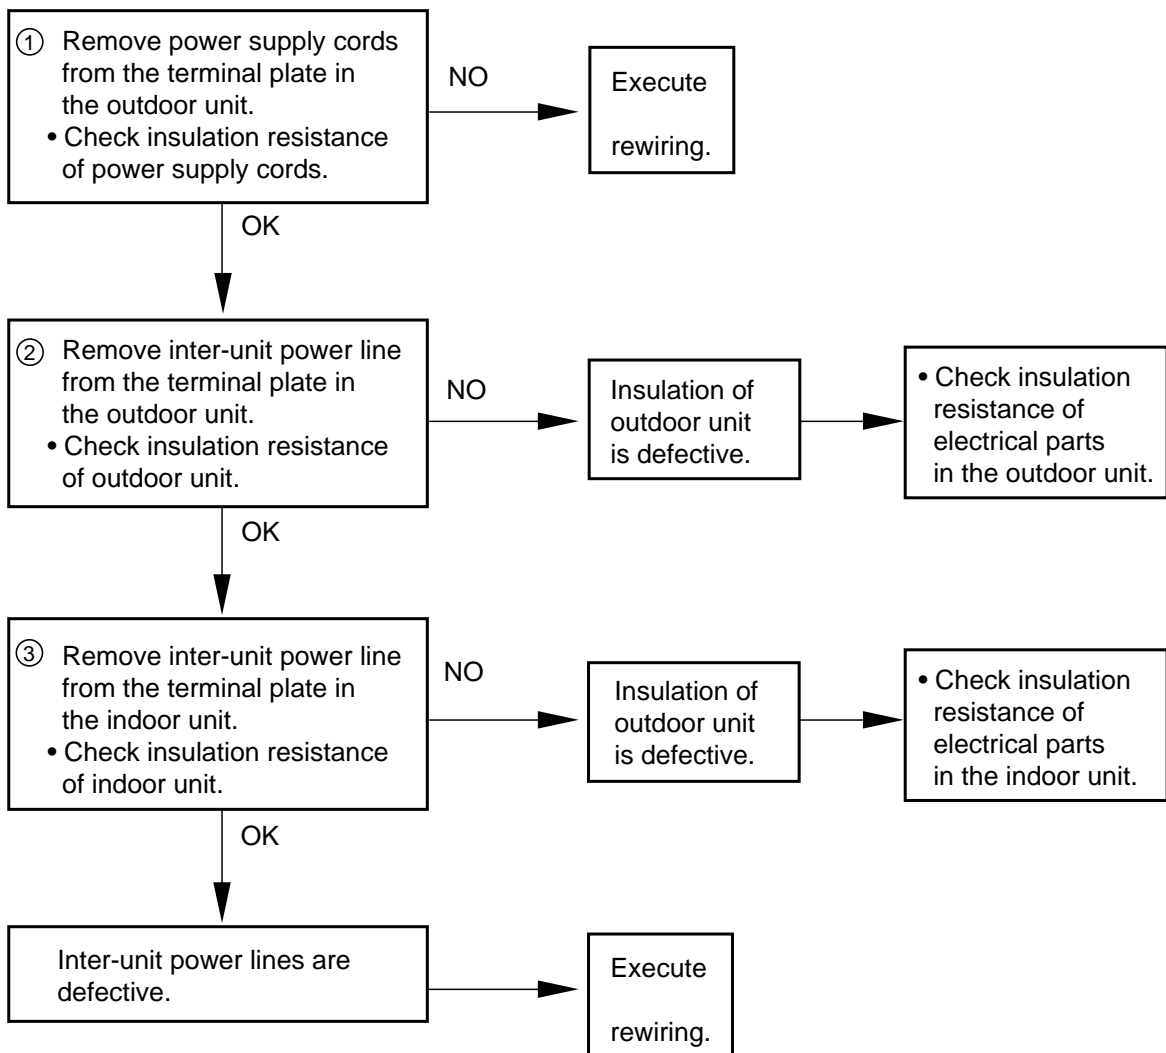 ① Remove power supply cords
from the terminal plate in
the outdoor unit.
• Check insulation resistance
of power supply cords.
NO
Execute
rewiring.
OK
② Remove inter-unit power line
from the terminal plate in
the outdoor unit.
• Check insulation resistance
of outdoor unit.
NO
Insulation of
outdoor unit
is defective.
• Check insulation
resistance of
electrical parts
in the outdoor unit.
OK
③ Remove inter-unit power line
from the terminal plate in
the indoor unit.
• Check insulation resistance
of indoor unit.
NO
Insulation of
outdoor unit
is defective.
• Check insulation
resistance of
electrical parts
in the indoor unit.
OK
Inter-unit power lines are
defective.
Execute
rewiring.